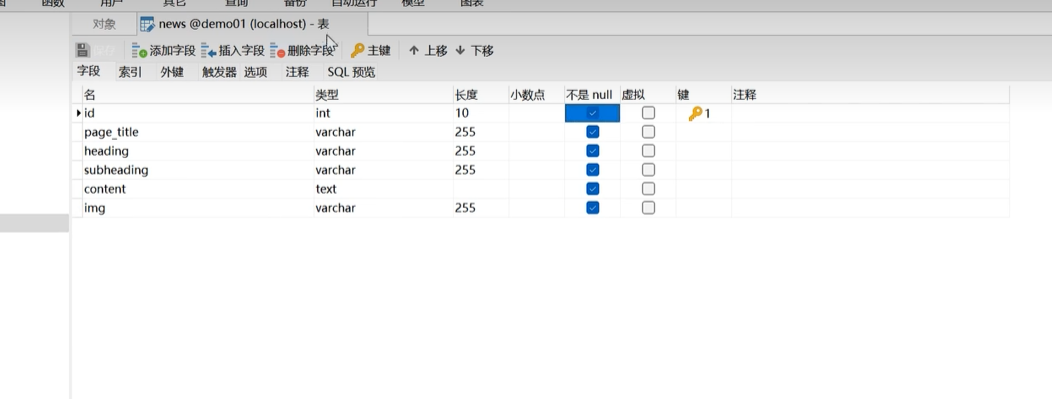 函数 用户 其它 查询 备份 自动运行 模型 图表
对象 news @demo01 (localhost) - 表
添加字段 插入字段 删除字段 主键 上移 下移
字段 索引 外键 触发器 选项 注释 SQL 预览
名 类型 长度 小数点 不是 null 虚拟 键 注释
id int 10 1
page_title varchar 255
heading varchar 255
subheading varchar 255
content text
img varchar 255